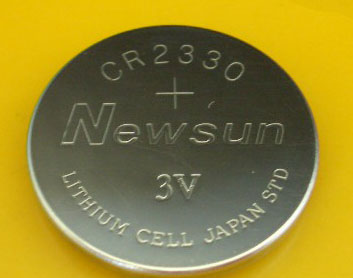 CR2330
+
Newsun
3V
LITHIUM CELL JAPAN STD